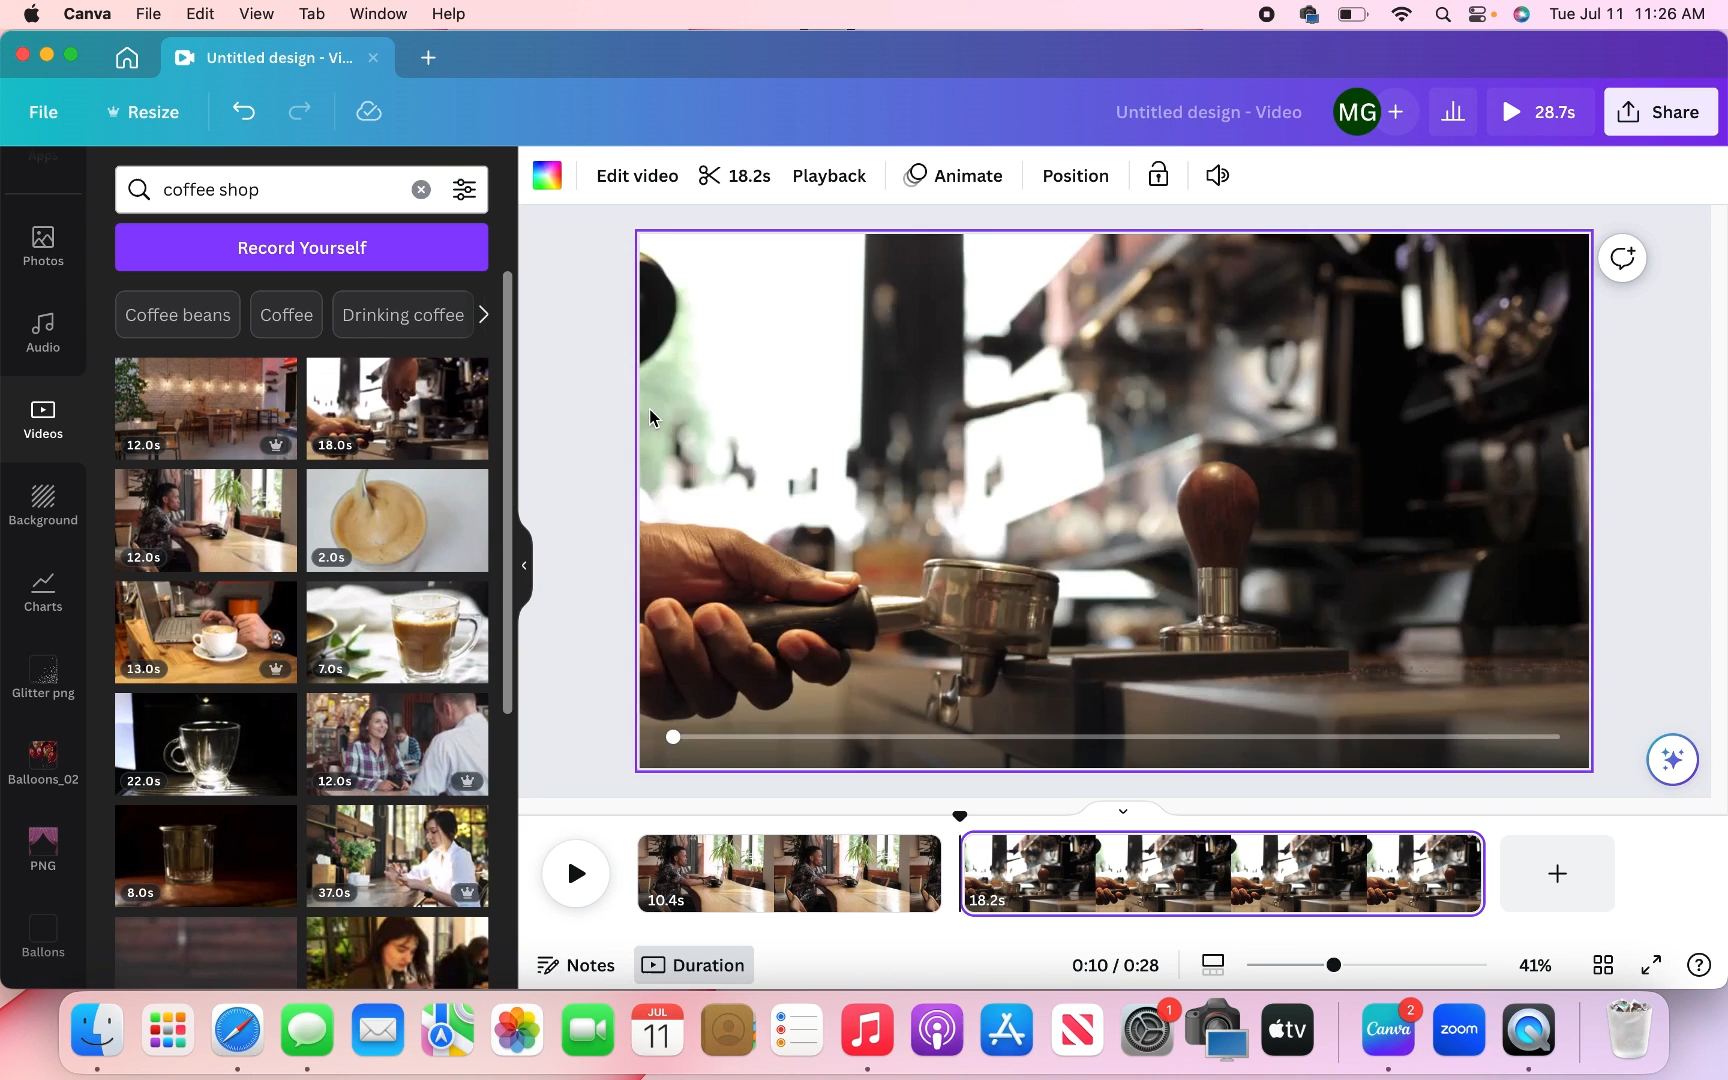 Canva File Edit View Tab Window Help Tue Jul 11 11:26 AM
Untitled design - Vi...
File Resize Untitled design - Video MG 28.7s Share
Apps
Photos
Audio
Videos
Background
Charts
Glitter png
Balloons_02
PNG
Ballons
coffee shop
Record Yourself
Coffee beans Coffee Drinking coffee
12.0s 18.0s
12.0s 2.0s
13.0s 7.0s
22.0s 12.0s
8.0s 37.0s
Edit video 18.2s Playback Animate Position
10.4s 18.2s
Notes Duration 0:10 / 0:28 41%
JUL
11
1
tv
Canva
2
zoom